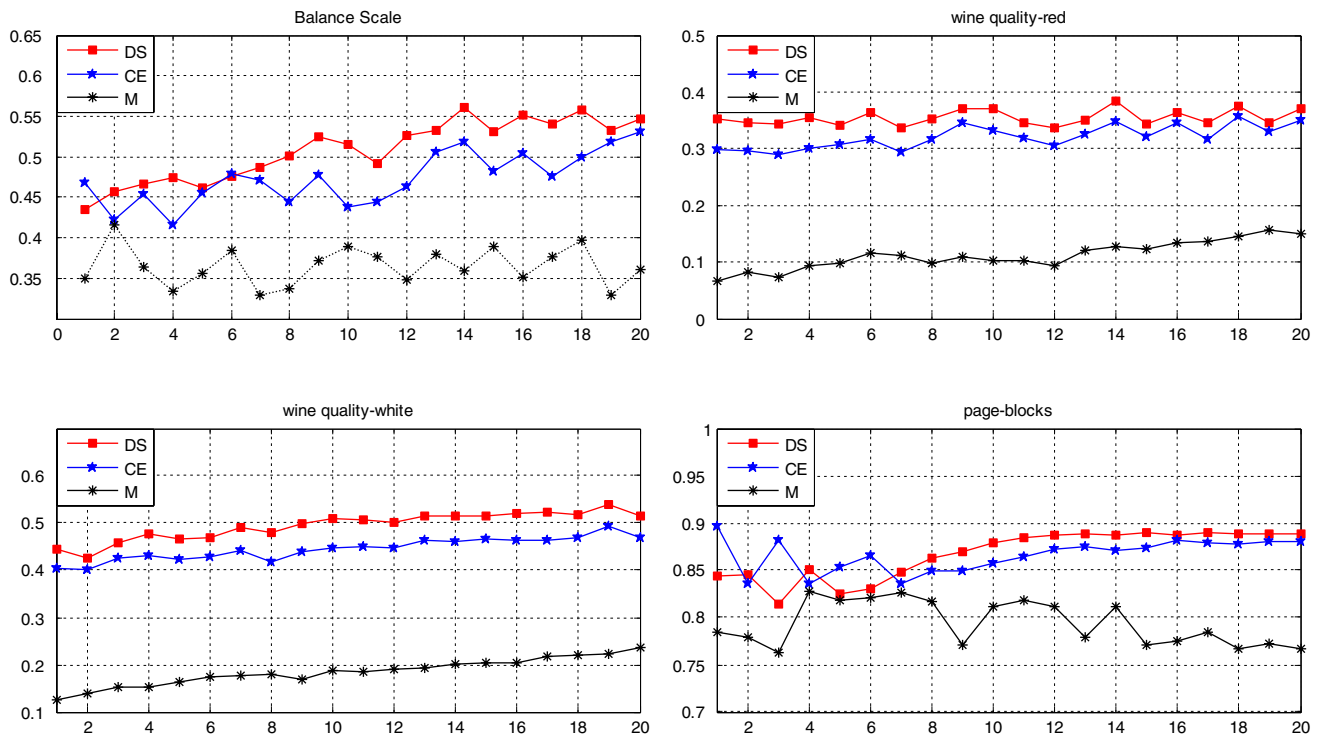 Balance Scale
0.65
0.6
0.55
0.5
0.45
0.4
0.35
DS
CE
M
0 2 4 6 8 10 12 14 16 18 20
wine quality-red
0.5
0.4
0.3
0.2
0.1
0
DS
CE
M
2 4 6 8 10 12 14 16 18 20
wine quality-white
0.6
0.5
0.4
0.3
0.2
0.1
DS
CE
M
2 4 6 8 10 12 14 16 18 20
page-blocks
1
0.95
0.9
0.85
0.8
0.75
0.7
DS
CE
M
2 4 6 8 10 12 14 16 18 20